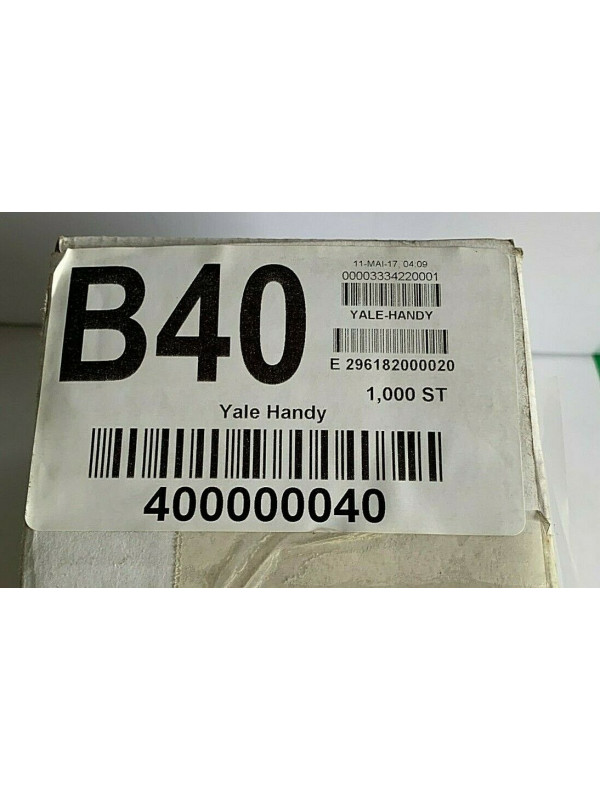 B40
11-MAI-17, 04:09
00003334220001
YALE-HANDY
E 296182000020
1,000 ST
Yale Handy
400000040